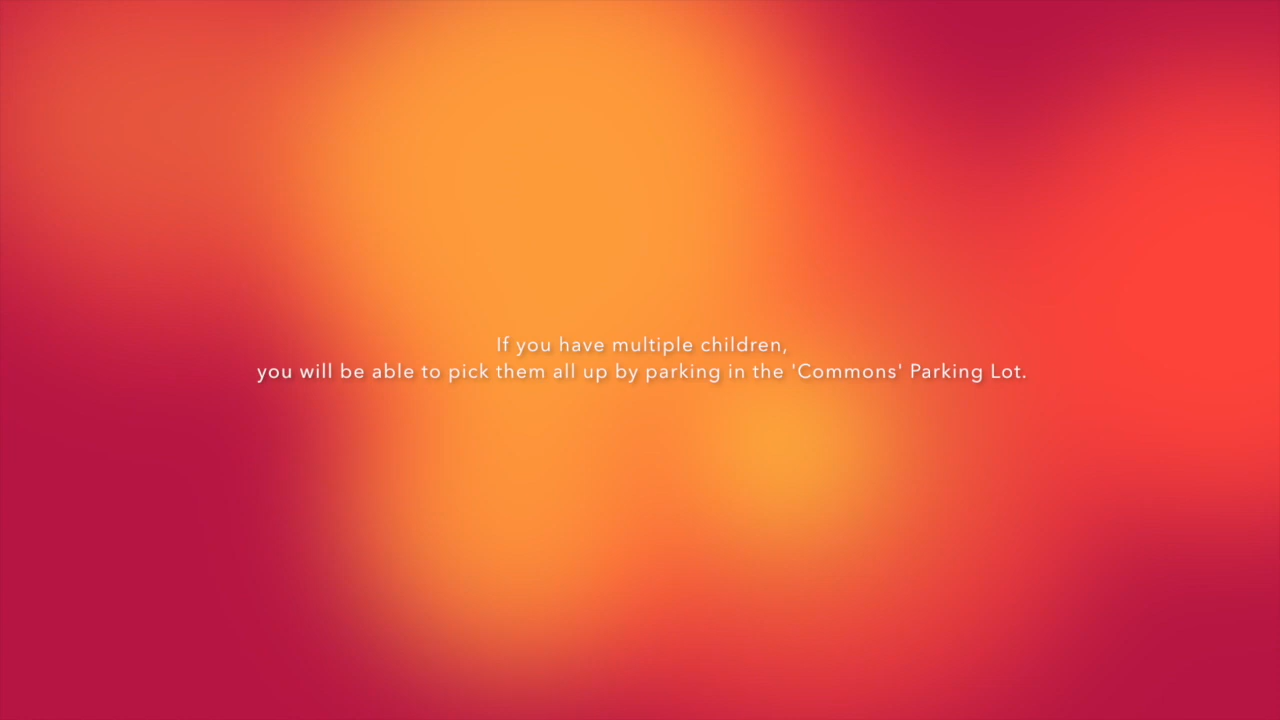 If you have multiple children,
you will be able to pick them all up by parking in the 'Commons' Parking Lot.